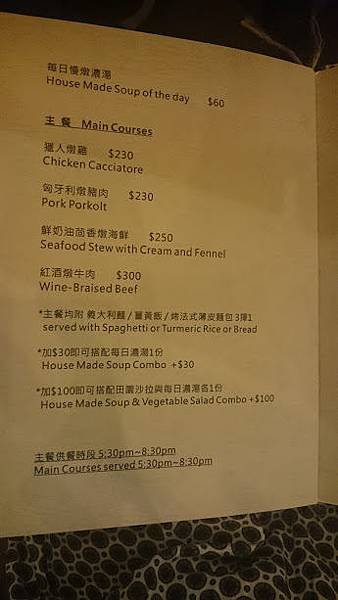 每日慢燉濃湯
House Made Soup of the day $60
主 餐 Main Courses
獵人燉雞 $230
Chicken Cacciatore
匈牙利燉豬肉 $230
Pork Porkolt
鮮奶油茴香燉海鮮 $250
Seafood Stew with Cream and Fennel
紅酒燉牛肉 $300
Wine-Braised Beef
*主餐均附 義大利麵 / 薑黃飯 / 烤法式薄皮麵包 3擇1
served with Spaghetti or Turmeric Rice or Bread
*加$30即可搭配每日濃湯1份
House Made Soup Combo +$30
*加$100即可搭配田園沙拉與每日濃湯各1份
House Made Soup & Vegetable Salad Combo +$100
主餐供餐時段 5:30pm~8:30pm
Main Courses served 5:30pm~8:30pm